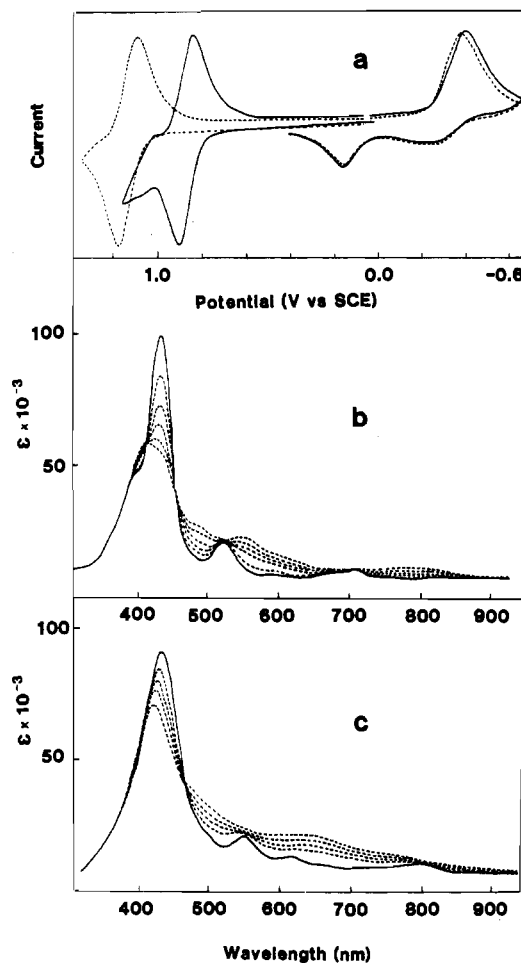 a
Current
1.0 0.0 -0.6
Potential (V vs SCE)
100
50
ε × 10⁻³
b
400 500 600 700 800 900
100
50
ε × 10⁻³
c
400 500 600 700 800 900
Wavelength (nm)